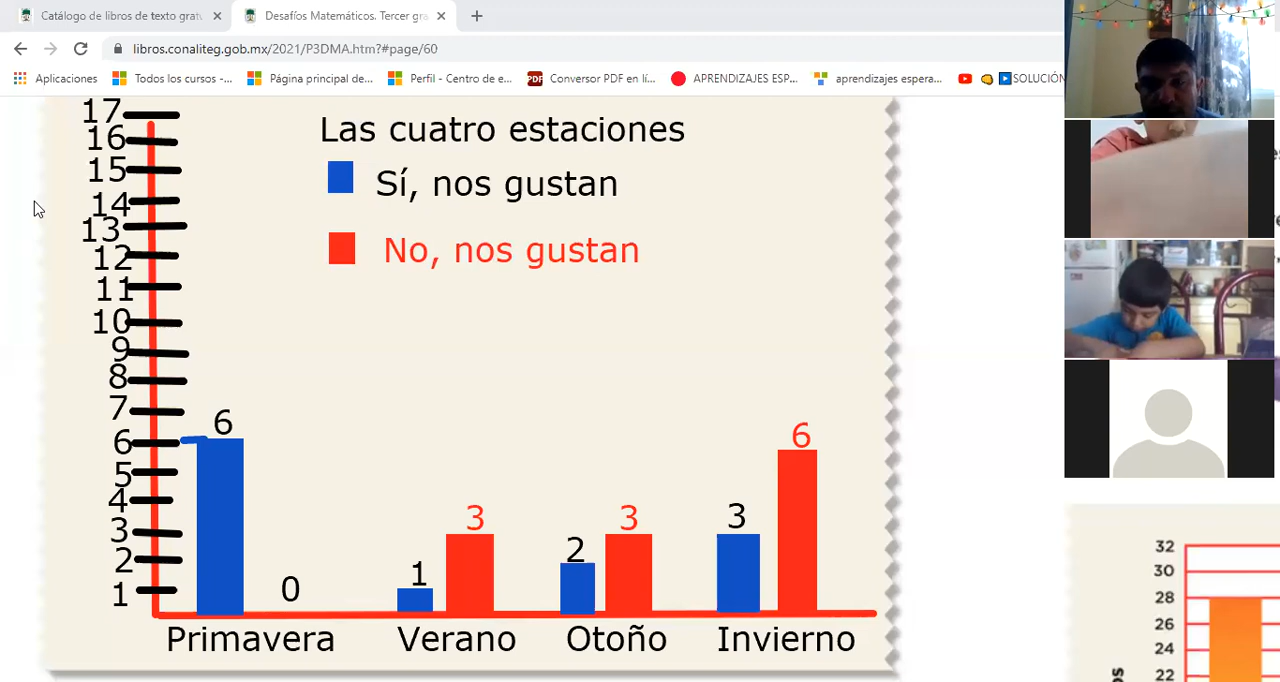 Catálogo de libros de texto gratu
Desafíos Matemáticos. Tercer gra
libros.conaliteg.gob.mx/2021/P3DMA.htm?#page/60
Aplicaciones
Todos los cursos -...
Página principal de...
Perfil - Centro de e...
PDF
Conversor PDF en lí...
APRENDIZAJES ESP...
aprendizajes espera...
SOLUCIÓN
17
16
15
14
13
12
11
10
9
8
7
6
5
4
3
2
1
Las cuatro estaciones
Sí, nos gustan
No, nos gustan
6
0
1
3
2
3
3
6
Primavera
Verano
Otoño
Invierno
32
30
28
26
24
22